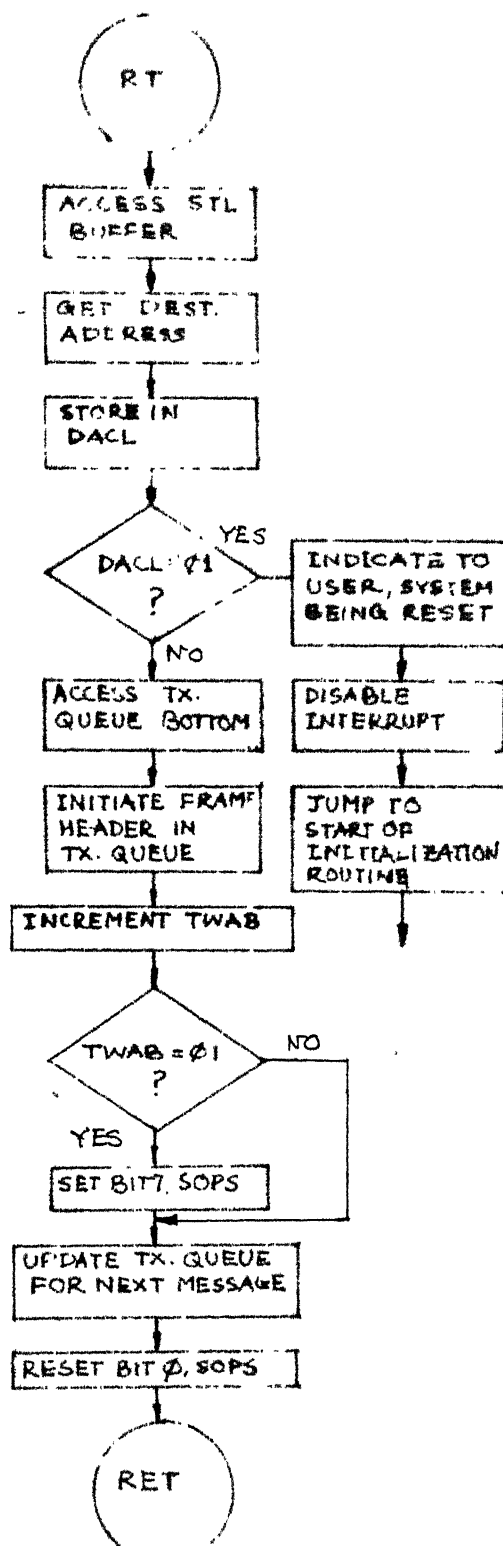 RT
ACCESS STL
BUFFER
GET DEST.
ADDRESS
STORE IN
DACL
DACL = Ø1
?
YES
NO
INDICATE TO
USER, SYSTEM
BEING RESET
DISABLE
INTERRUPT
JUMP TO
START OF
INITIALIZATION
ROUTINE
ACCESS TX.
QUEUE BOTTOM
INITIATE FRAME
HEADER IN
TX. QUEUE
INCREMENT TWAB
TWAB = Ø1
?
NO
YES
SET BIT 7, SOPS
UPDATE TX. QUEUE
FOR NEXT MESSAGE
RESET BIT Ø, SOPS
RET